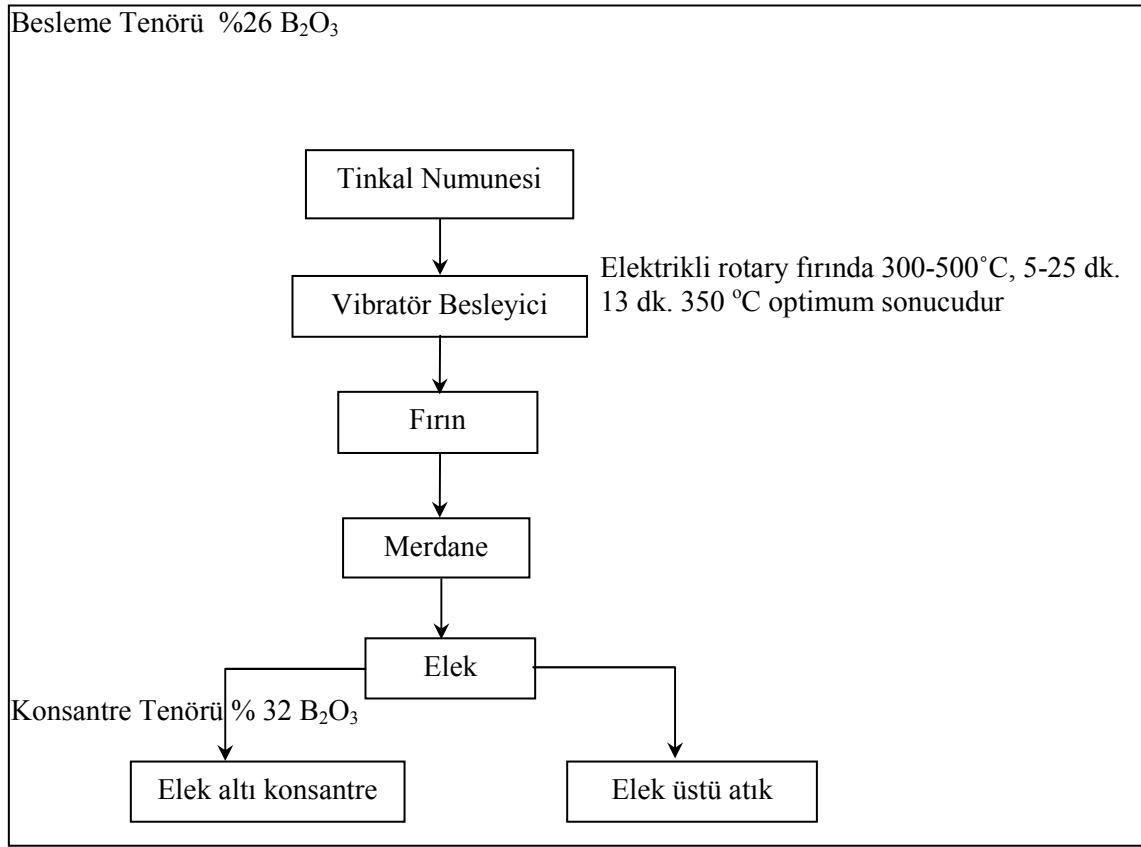 Besleme Tenörü %26 B₂O₃
Tinkal Numunesi
Elektrikli rotary fırında 300-500˚C, 5-25 dk.
13 dk. 350 ᵒC optimum sonucudur
Vibratör Besleyici
Fırın
Merdane
Elek
Konsantre Tenörü % 32 B₂O₃
Elek altı konsantre
Elek üstü atık